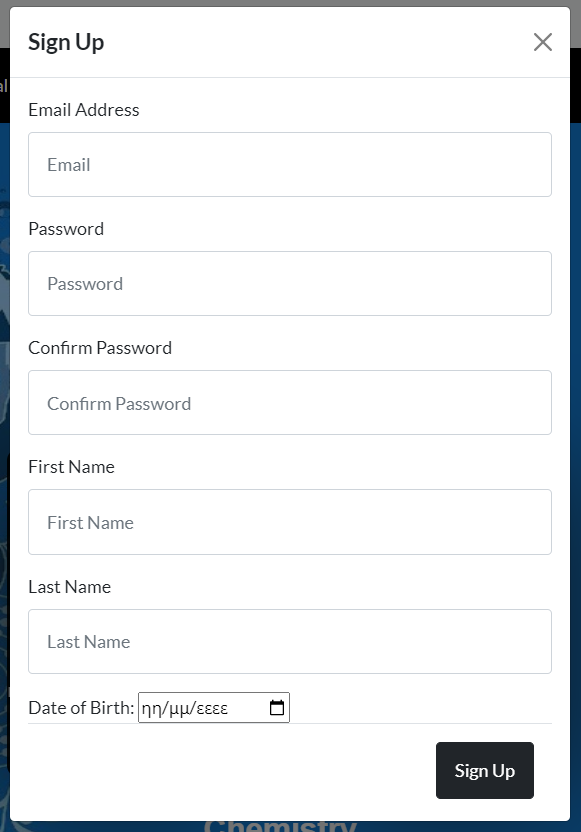 Sign Up
al
Email Address
Email
Password
Password
Confirm Password
Confirm Password
First Name
First Name
Last Name
Last Name
Date of Birth: ηη/μμ/εεεε
Sign Up
Chemistry